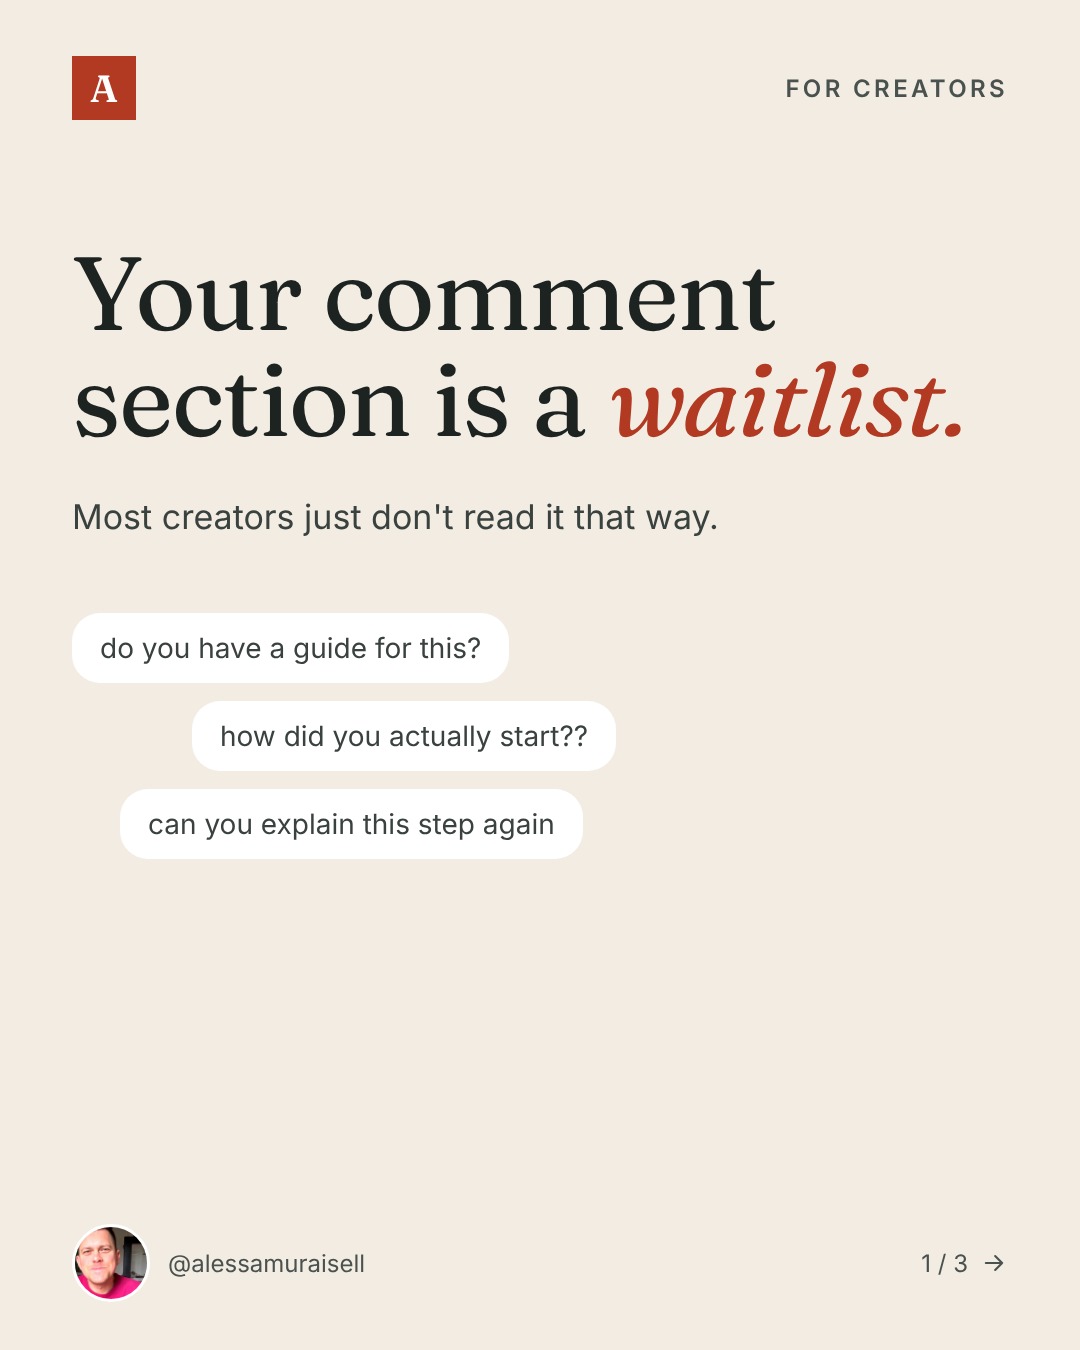 A
FOR CREATORS
Your comment
section is a waitlist.
Most creators just don't read it that way.
do you have a guide for this?
how did you actually start??
can you explain this step again
@alessamuraisell
1 / 3 →